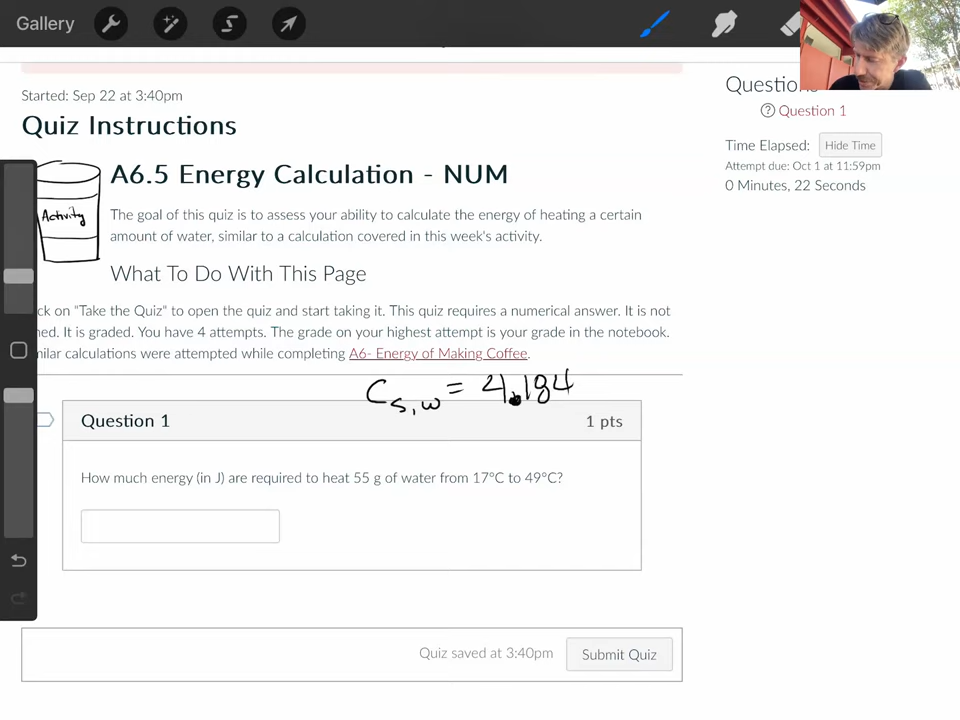 Gallery
Started: Sep 22 at 3:40pm
Quiz Instructions
A6.5 Energy Calculation - NUM
Activity
The goal of this quiz is to assess your ability to calculate the energy of heating a certain
amount of water, similar to a calculation covered in this week's activity.
What To Do With This Page
ck on "Take the Quiz" to open the quiz and start taking it. This quiz requires a numerical answer. It is not
ned. It is graded. You have 4 attempts. The grade on your highest attempt is your grade in the notebook.
milar calculations were attempted while completing A6- Energy of Making Coffee.
Cs,w = 4.184
Question 1
1 pts
How much energy (in J) are required to heat 55 g of water from 17°C to 49°C?
Quiz saved at 3:40pm
Submit Quiz
Question
? Question 1
Time Elapsed:
Hide Time
Attempt due: Oct 1 at 11:59pm
0 Minutes, 22 Seconds